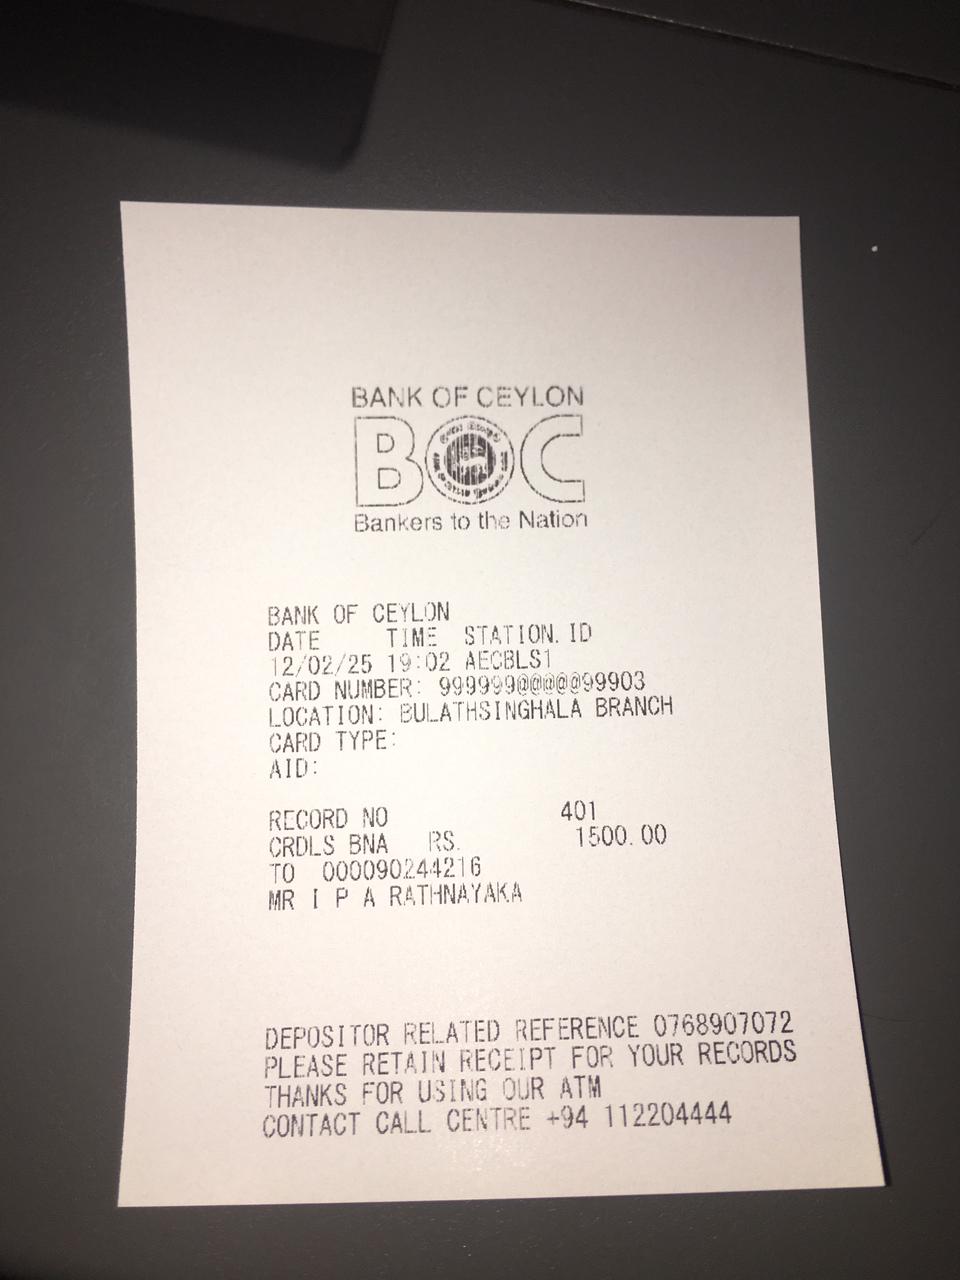 BANK OF CEYLON
BOC
Bankers to the Nation
BANK OF CEYLON
DATE TIME STATION.ID
12/02/25 19:02 AECBLS1
CARD NUMBER: 999999@@@@@99903
LOCATION: BULATHSINGHALA BRANCH
CARD TYPE:
AID:
RECORD NO 401
CRDLS BNA RS. 1500.00
TO 000090244216
MR I P A RATHNAYAKA
DEPOSITOR RELATED REFERENCE 0768907072
PLEASE RETAIN RECEIPT FOR YOUR RECORDS
THANKS FOR USING OUR ATM
CONTACT CALL CENTRE +94 112204444